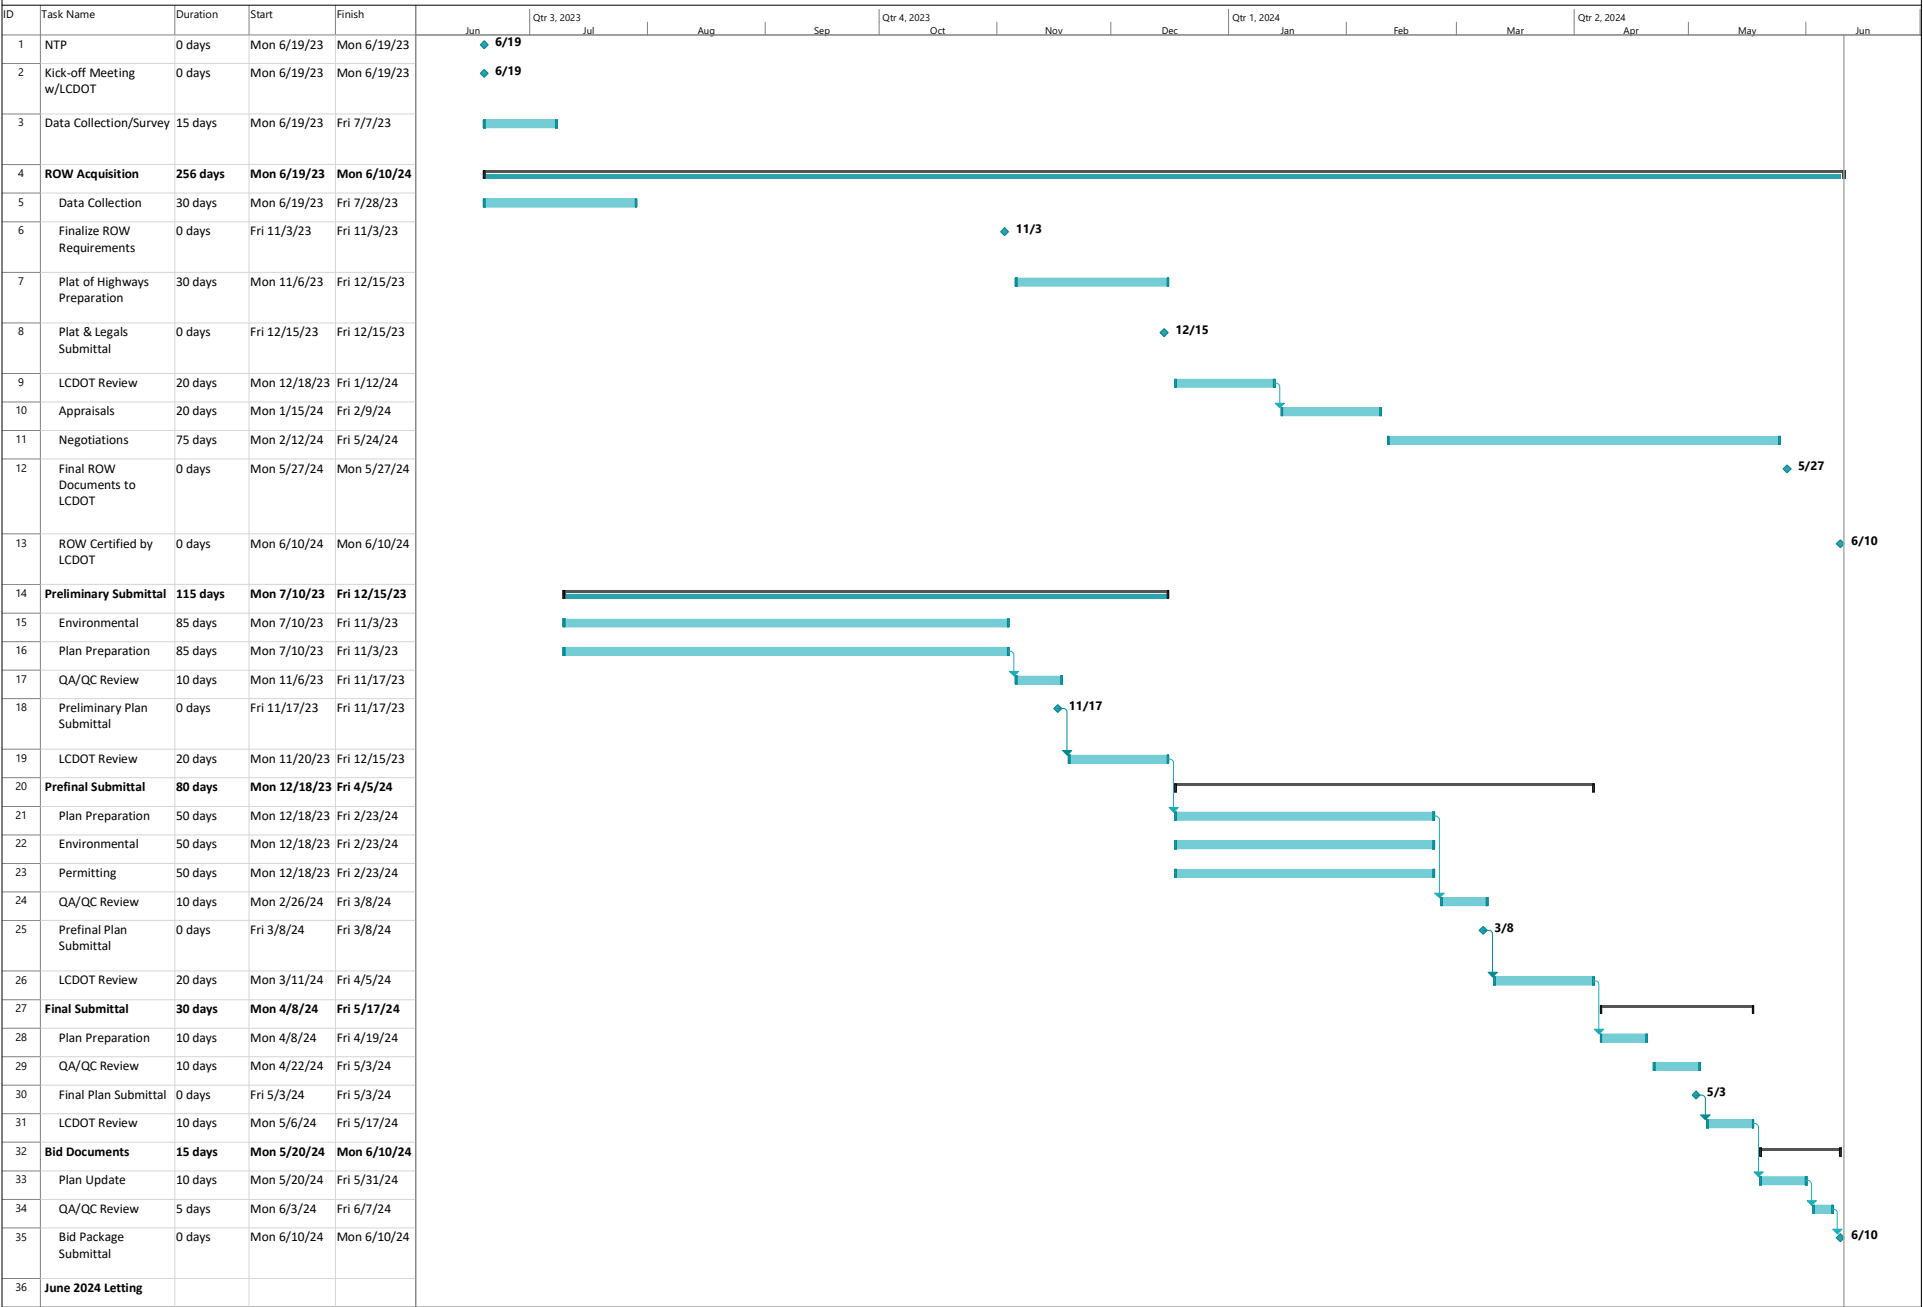 ID Task Name Duration Start Finish
Qtr 3, 2023 Qtr 4, 2023 Qtr 1, 2024 Qtr 2, 2024
Jun Jul Aug Sep Oct Nov Dec Jan Feb Mar Apr May Jun
1 NTP 0 days Mon 6/19/23 Mon 6/19/23 6/19
2 Kick-off Meeting 0 days Mon 6/19/23 Mon 6/19/23 6/19
w/LCDOT
3 Data Collection/Survey 15 days Mon 6/19/23 Fri 7/7/23
4 ROW Acquisition 256 days Mon 6/19/23 Mon 6/10/24
5 Data Collection 30 days Mon 6/19/23 Fri 7/28/23
6 Finalize ROW 0 days Fri 11/3/23 Fri 11/3/23 11/3
Requirements
7 Plat of Highways 30 days Mon 11/6/23 Fri 12/15/23
Preparation
8 Plat & Legals 0 days Fri 12/15/23 Fri 12/15/23 12/15
Submittal
9 LCDOT Review 20 days Mon 12/18/23 Fri 1/12/24
10 Appraisals 20 days Mon 1/15/24 Fri 2/9/24
11 Negotiations 75 days Mon 2/12/24 Fri 5/24/24
12 Final ROW 0 days Mon 5/27/24 Mon 5/27/24 5/27
Documents to
LCDOT
13 ROW Certified by 0 days Mon 6/10/24 Mon 6/10/24 6/10
LCDOT
14 Preliminary Submittal 115 days Mon 7/10/23 Fri 12/15/23
15 Environmental 85 days Mon 7/10/23 Fri 11/3/23
16 Plan Preparation 85 days Mon 7/10/23 Fri 11/3/23
17 QA/QC Review 10 days Mon 11/6/23 Fri 11/17/23
18 Preliminary Plan 0 days Fri 11/17/23 Fri 11/17/23 11/17
Submittal
19 LCDOT Review 20 days Mon 11/20/23 Fri 12/15/23
20 Prefinal Submittal 80 days Mon 12/18/23 Fri 4/5/24
21 Plan Preparation 50 days Mon 12/18/23 Fri 2/23/24
22 Environmental 50 days Mon 12/18/23 Fri 2/23/24
23 Permitting 50 days Mon 12/18/23 Fri 2/23/24
24 QA/QC Review 10 days Mon 2/26/24 Fri 3/8/24
25 Prefinal Plan 0 days Fri 3/8/24 Fri 3/8/24 3/8
Submittal
26 LCDOT Review 20 days Mon 3/11/24 Fri 4/5/24
27 Final Submittal 30 days Mon 4/8/24 Fri 5/17/24
28 Plan Preparation 10 days Mon 4/8/24 Fri 4/19/24
29 QA/QC Review 10 days Mon 4/22/24 Fri 5/3/24
30 Final Plan Submittal 0 days Fri 5/3/24 Fri 5/3/24 5/3
31 LCDOT Review 10 days Mon 5/6/24 Fri 5/17/24
32 Bid Documents 15 days Mon 5/20/24 Mon 6/10/24
33 Plan Update 10 days Mon 5/20/24 Fri 5/31/24
34 QA/QC Review 5 days Mon 6/3/24 Fri 6/7/24
35 Bid Package 0 days Mon 6/10/24 Mon 6/10/24 6/10
Submittal
36 June 2024 Letting